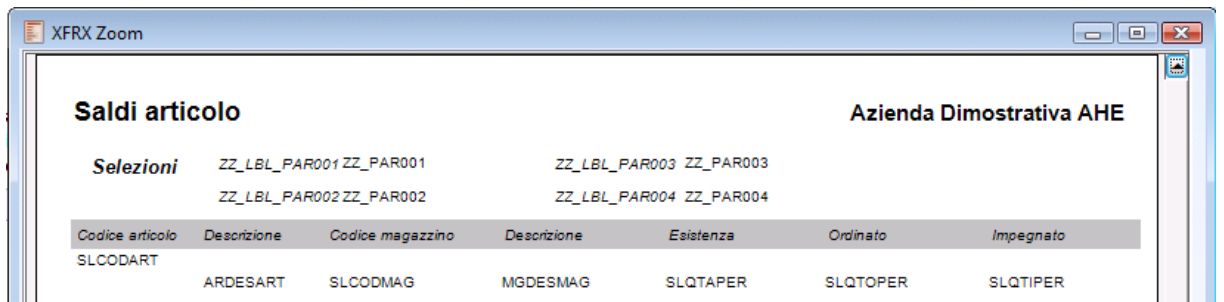 XFRX Zoom
Saldi articolo Azienda Dimostrativa AHE
Selezioni ZZ_LBL_PAR001 ZZ_PAR001 ZZ_LBL_PAR003 ZZ_PAR003
ZZ_LBL_PAR002 ZZ_PAR002 ZZ_LBL_PAR004 ZZ_PAR004
Codice articolo Descrizione Codice magazzino Descrizione Esistenza Ordinato Impegnato
SLCODART
ARDESART SLCODMAG MGDESMAG SLQTAPER SLQTOPER SLQTIPER